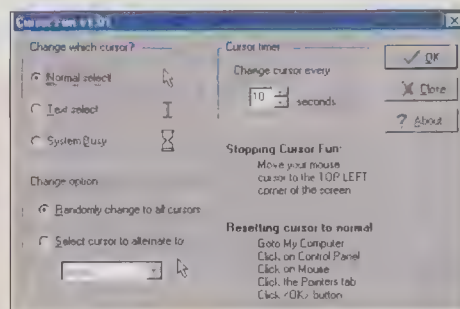 Cursor Fun v1.01
Change which cursor?
Normal select
Text select
System Busy
Change option
Randomly change to all cursors
Select cursor to alternate to
Cursor timer
Change cursor every
10 seconds
Stopping Cursor Fun:
Move your mouse
cursor to the TOP LEFT
corner of the screen
Resetting cursor to normal
Goto My Computer
Click on Control Panel
Click on Mouse
Click the Pointers tab
Click <OK> button
OK
Close
? About